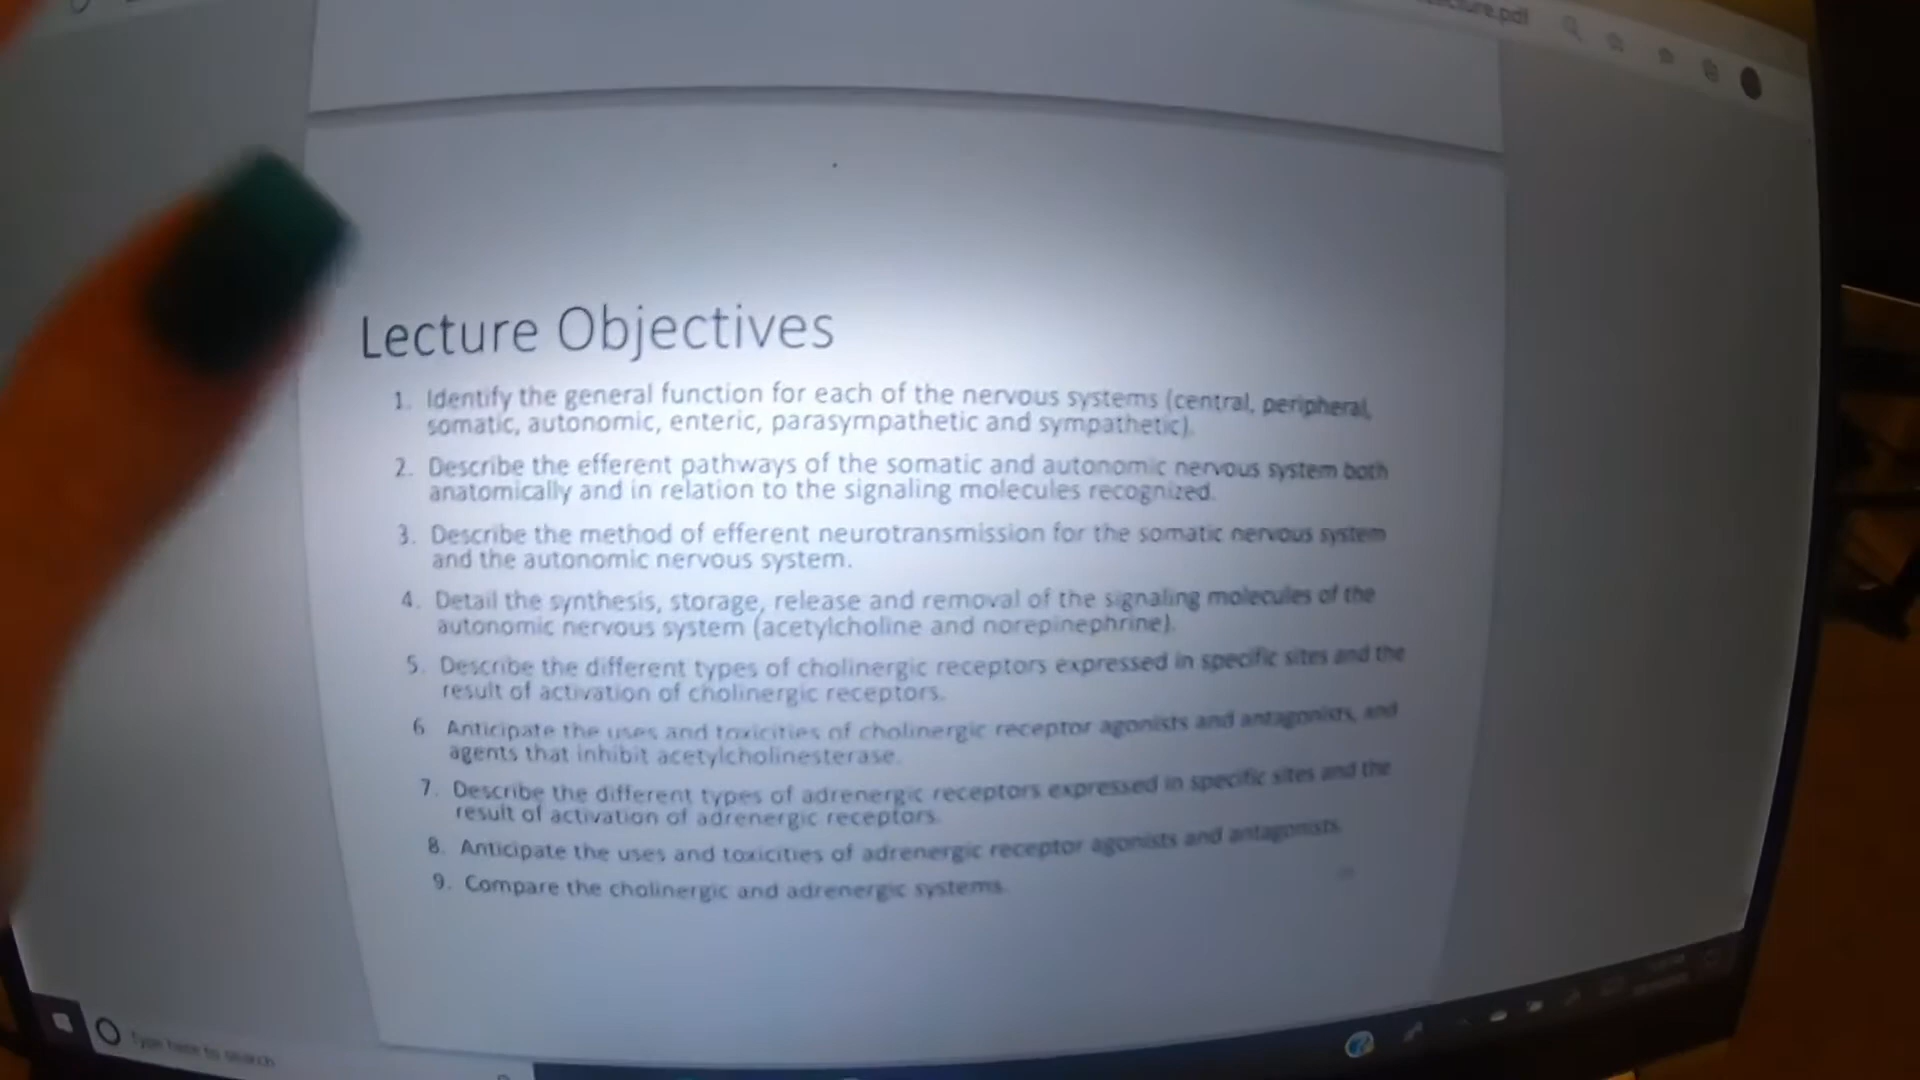 ture.pdf
Lecture Objectives
1. Identify the general function for each of the nervous systems (central, peripheral,
somatic, autonomic, enteric, parasympathetic and sympathetic).
2. Describe the efferent pathways of the somatic and autonomic nervous system both
anatomically and in relation to the signaling molecules recognized.
3. Describe the method of efferent neurotransmission for the somatic nervous system
and the autonomic nervous system.
4. Detail the synthesis, storage, release and removal of the signaling molecules of the
autonomic nervous system (acetylcholine and norepinephrine).
5. Describe the different types of cholinergic receptors expressed in specific sites and the
result of activation of cholinergic receptors.
6. Anticipate the uses and toxicities of cholinergic receptor agonists and antagonists, and
agents that inhibit acetylcholinesterase.
7. Describe the different types of adrenergic receptors expressed in specific sites and the
result of activation of adrenergic receptors.
8. Anticipate the uses and toxicities of adrenergic receptor agonists and antagonists.
9. Compare the cholinergic and adrenergic systems.
Type here to search